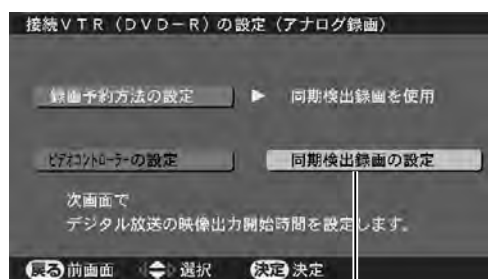 接続VTR（DVD－R）の設定（アナログ録画）
録画予約方法の設定 ▶ 同期検出録画を使用
ビデオコントローラーの設定 同期検出録画の設定
次画面で
デジタル放送の映像出力開始時間を設定します。
戻る 前画面 選択 決定 決定